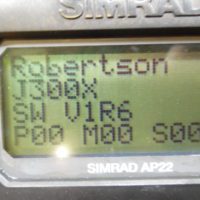 SIMRAD
Robertson
J300X
SW V1R6
P00 M00 S00
SIMRAD AP22